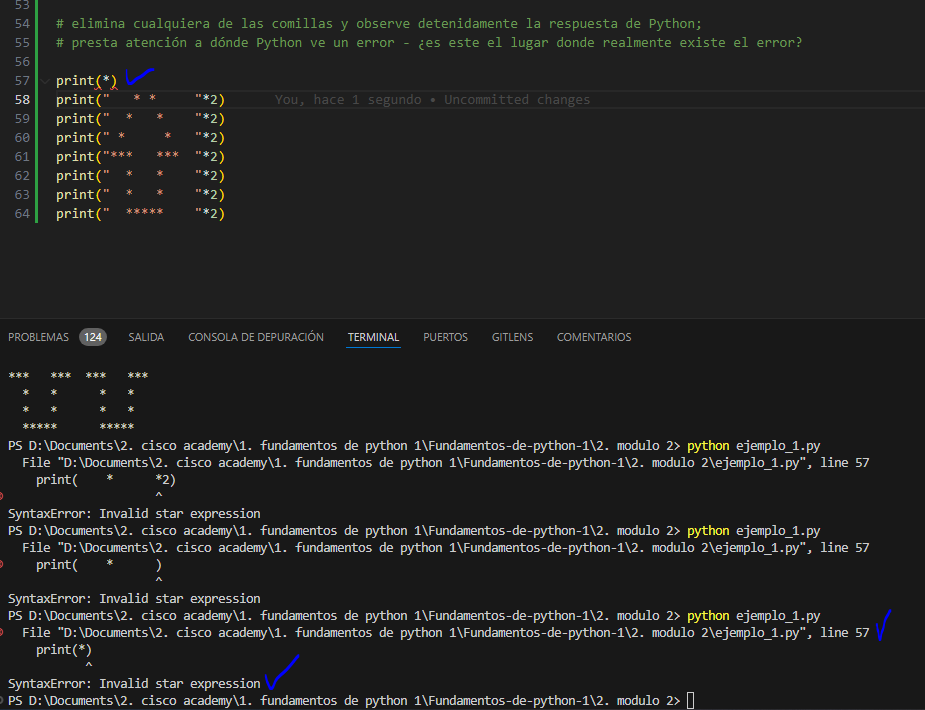 53
54 # elimina cualquiera de las comillas y observe detenidamente la respuesta de Python;
55 # presta atención a dónde Python ve un error - ¿es este el lugar donde realmente existe el error?
56
57 print(*)
58 print("   * *     "*2) You, hace 1 segundo • Uncommitted changes
59 print("  *   *    "*2)
60 print(" *     *   "*2)
61 print("***   ***  "*2)
62 print("  *   *    "*2)
63 print("  *   *    "*2)
64 print("  *****    "*2)
PROBLEMAS 124 SALIDA CONSOLA DE DEPURACIÓN TERMINAL PUERTOS GITLENS COMENTARIOS
***   ***  ***   ***
  *   *      *   *
  *   *      *   *
  *****      *****
PS D:\Documents\2. cisco academy\1. fundamentos de python 1\Fundamentos-de-python-1\2. modulo 2> python ejemplo_1.py
  File "D:\Documents\2. cisco academy\1. fundamentos de python 1\Fundamentos-de-python-1\2. modulo 2\ejemplo_1.py", line 57
    print(    *      *2)
                     ^
SyntaxError: Invalid star expression
PS D:\Documents\2. cisco academy\1. fundamentos de python 1\Fundamentos-de-python-1\2. modulo 2> python ejemplo_1.py
  File "D:\Documents\2. cisco academy\1. fundamentos de python 1\Fundamentos-de-python-1\2. modulo 2\ejemplo_1.py", line 57
    print(    *      )
                     ^
SyntaxError: Invalid star expression
PS D:\Documents\2. cisco academy\1. fundamentos de python 1\Fundamentos-de-python-1\2. modulo 2> python ejemplo_1.py
  File "D:\Documents\2. cisco academy\1. fundamentos de python 1\Fundamentos-de-python-1\2. modulo 2\ejemplo_1.py", line 57
    print(*)
           ^
SyntaxError: Invalid star expression
PS D:\Documents\2. cisco academy\1. fundamentos de python 1\Fundamentos-de-python-1\2. modulo 2>